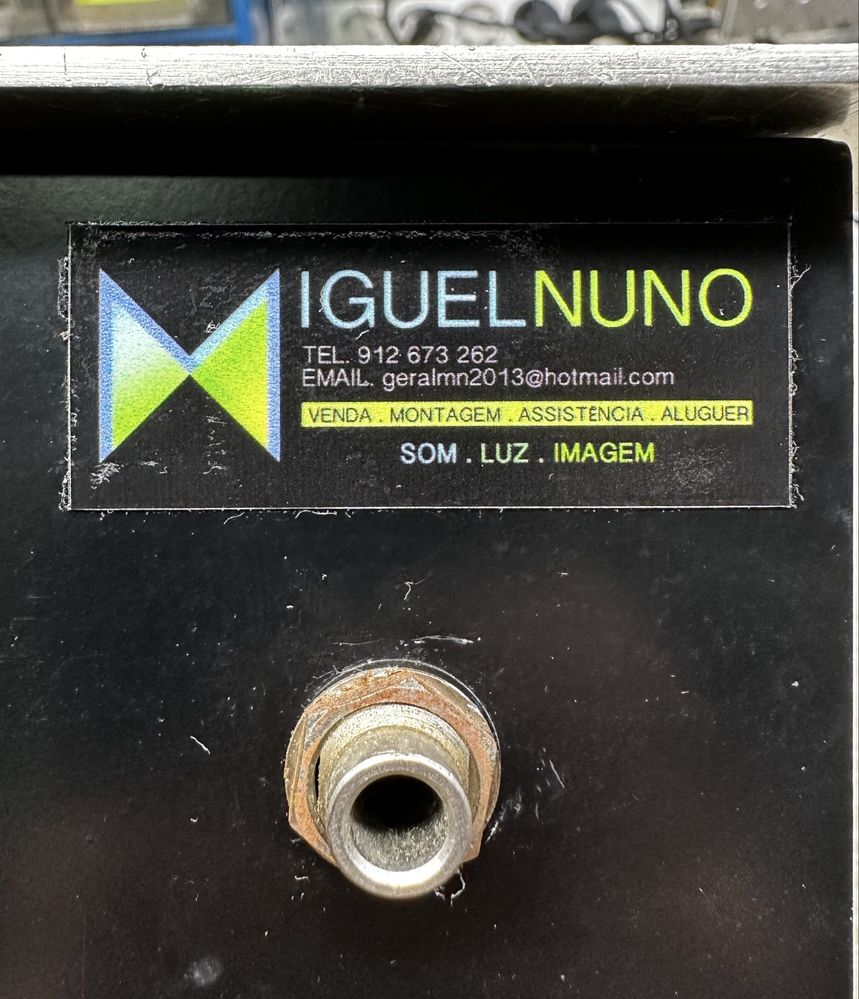 MIGUELNUNO
TEL. 912 673 262
EMAIL. geralmn2013@hotmail.com
VENDA . MONTAGEM . ASSISTÊNCIA . ALUGUER
SOM . LUZ . IMAGEM